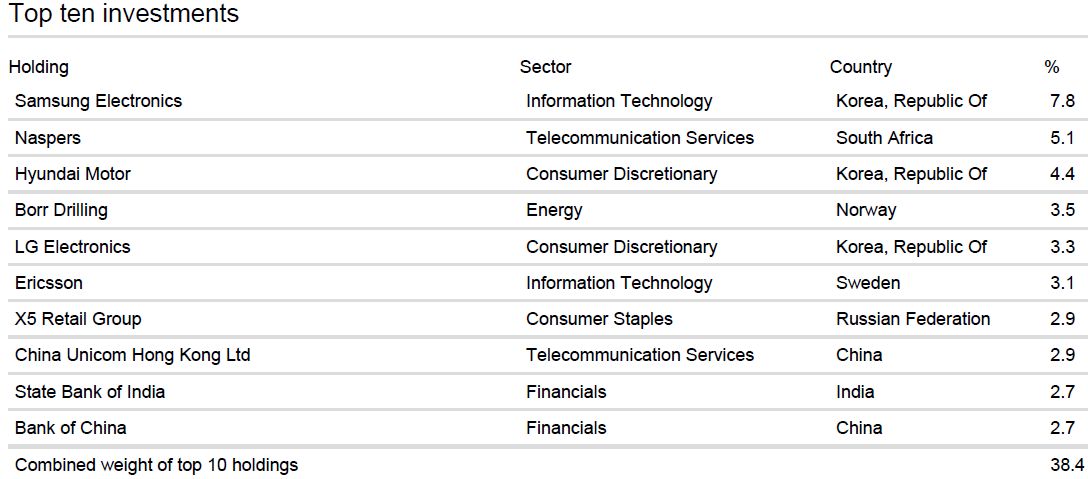 Top ten investments
Holding Sector Country %
Samsung Electronics Information Technology Korea, Republic Of 7.8
Naspers Telecommunication Services South Africa 5.1
Hyundai Motor Consumer Discretionary Korea, Republic Of 4.4
Borr Drilling Energy Norway 3.5
LG Electronics Consumer Discretionary Korea, Republic Of 3.3
Ericsson Information Technology Sweden 3.1
X5 Retail Group Consumer Staples Russian Federation 2.9
China Unicom Hong Kong Ltd Telecommunication Services China 2.9
State Bank of India Financials India 2.7
Bank of China Financials China 2.7
Combined weight of top 10 holdings 38.4